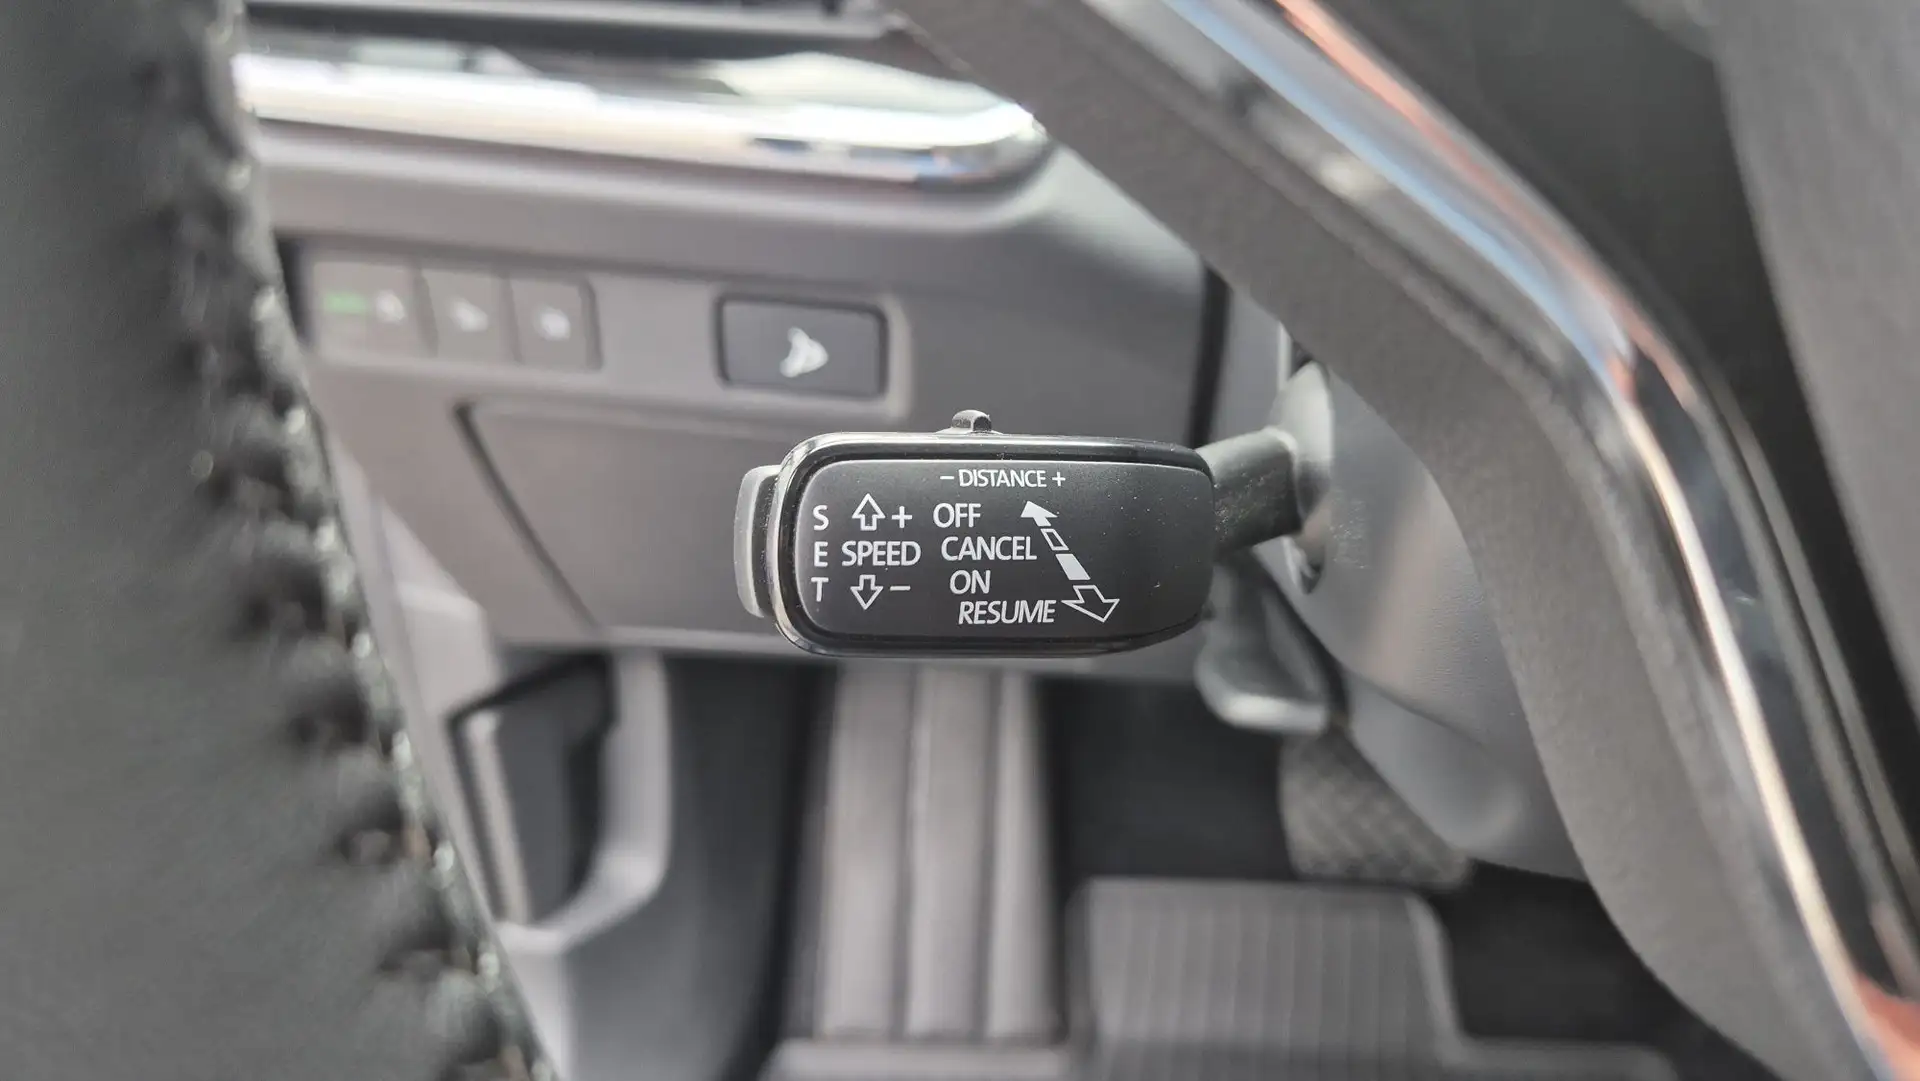 - DISTANCE +
S + OFF
E SPEED CANCEL
T - ON
RESUME